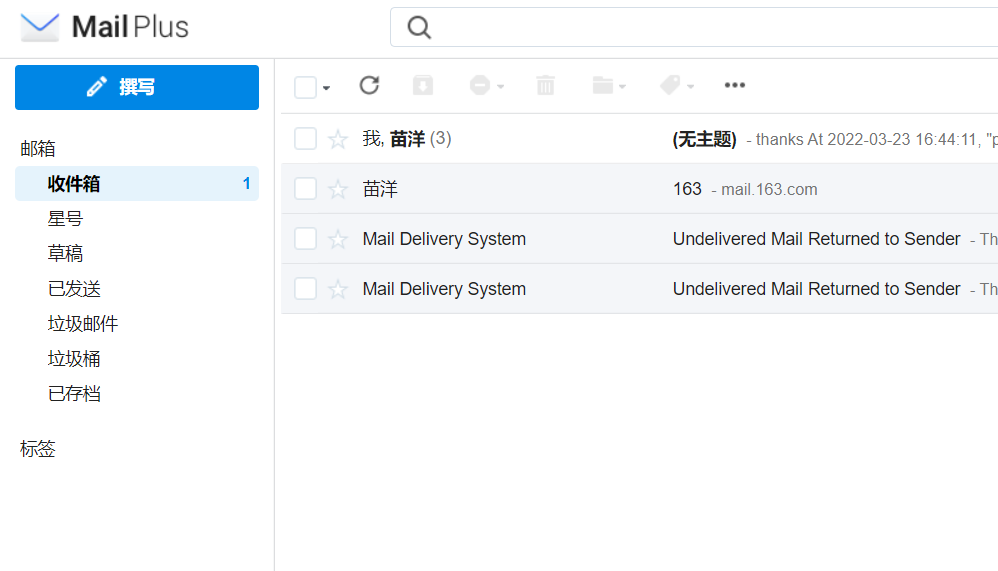 Mail Plus
撰写
邮箱
收件箱 1
星号
草稿
已发送
垃圾邮件
垃圾桶
已存档
标签
我, 苗洋 (3) (无主题) - thanks At 2022-03-23 16:44:11, "p
苗洋 163 - mail.163.com
Mail Delivery System Undelivered Mail Returned to Sender - Th
Mail Delivery System Undelivered Mail Returned to Sender - Th